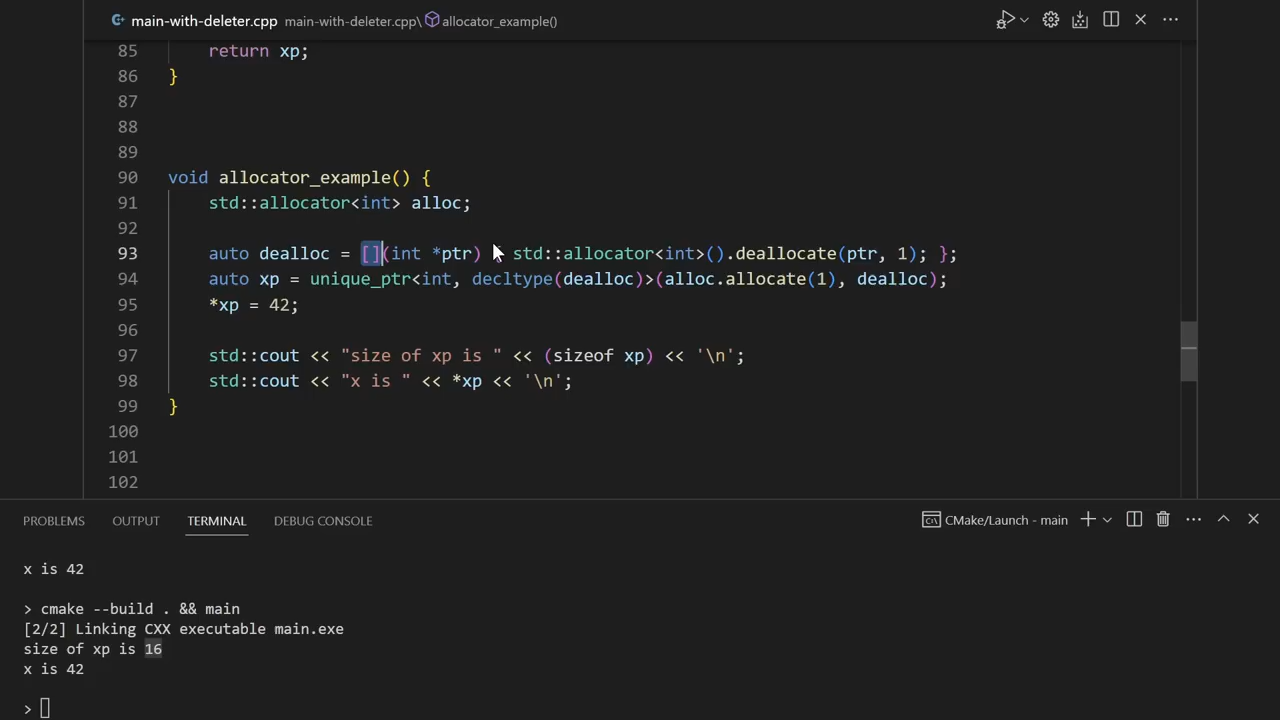 main-with-deleter.cpp main-with-deleter.cpp\ allocator_example()
85 return xp;
86 }
87
88
89
90 void allocator_example() {
91 std::allocator<int> alloc;
92
93 auto dealloc = [](int *ptr) std::allocator<int>().deallocate(ptr, 1); };
94 auto xp = unique_ptr<int, decltype(dealloc)>(alloc.allocate(1), dealloc);
95 *xp = 42;
96
97 std::cout << "size of xp is " << (sizeof xp) << '\n';
98 std::cout << "x is " << *xp << '\n';
99 }
100
101
102
PROBLEMS OUTPUT TERMINAL DEBUG CONSOLE CMake/Launch - main
x is 42
> cmake --build . && main
[2/2] Linking CXX executable main.exe
size of xp is 16
x is 42
>